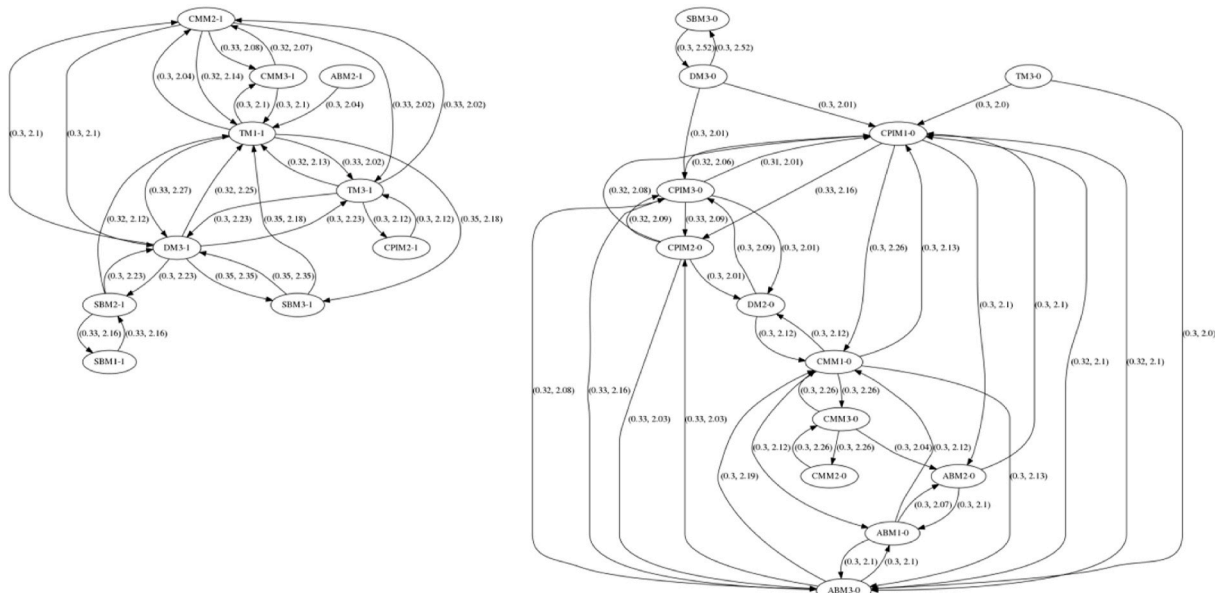 CMM2-1
(0.33, 2.08)
(0.32, 2.07)
(0.3, 2.04)
(0.32, 2.14)
CMM3-1
ABM2-1
(0.3, 2.1)
(0.3, 2.1)
(0.3, 2.1)
(0.3, 2.1)
(0.3, 2.04)
(0.33, 2.02)
(0.33, 2.02)
TM1-1
(0.32, 2.13)
(0.33, 2.02)
(0.33, 2.27)
(0.32, 2.25)
TM3-1
(0.32, 2.12)
(0.3, 2.23)
(0.35, 2.18)
(0.3, 2.23)
(0.3, 2.12)
(0.3, 2.12)
(0.35, 2.18)
DM3-1
CPIM2-1
(0.3, 2.23)
(0.3, 2.23)
(0.35, 2.35)
(0.35, 2.35)
SBM2-1
SBM3-1
(0.33, 2.16)
(0.33, 2.16)
SBM1-1
SBM3-0
(0.3, 2.52)
(0.3, 2.52)
DM3-0
TM3-0
(0.3, 2.01)
(0.3, 2.0)
(0.3, 2.01)
CPIM1-0
(0.32, 2.06)
(0.31, 2.01)
CPIM3-0
(0.32, 2.08)
(0.33, 2.16)
(0.32, 2.09)
(0.33, 2.09)
CPIM2-0
(0.3, 2.09)
(0.3, 2.01)
(0.3, 2.26)
(0.3, 2.13)
(0.3, 2.01)
DM2-0
(0.3, 2.1)
(0.3, 2.1)
(0.3, 2.12)
(0.3, 2.12)
(0.3, 2.0)
CMM1-0
(0.32, 2.1)
(0.32, 2.1)
(0.32, 2.08)
(0.33, 2.16)
(0.3, 2.26)
(0.3, 2.26)
(0.33, 2.03)
(0.33, 2.03)
CMM3-0
(0.3, 2.12)
(0.3, 2.26)
(0.3, 2.26)
(0.3, 2.04)
(0.3, 2.12)
(0.3, 2.19)
CMM2-0
ABM2-0
(0.3, 2.13)
(0.3, 2.07)
(0.3, 2.1)
ABM1-0
(0.3, 2.1)
(0.3, 2.1)
ABM3-0